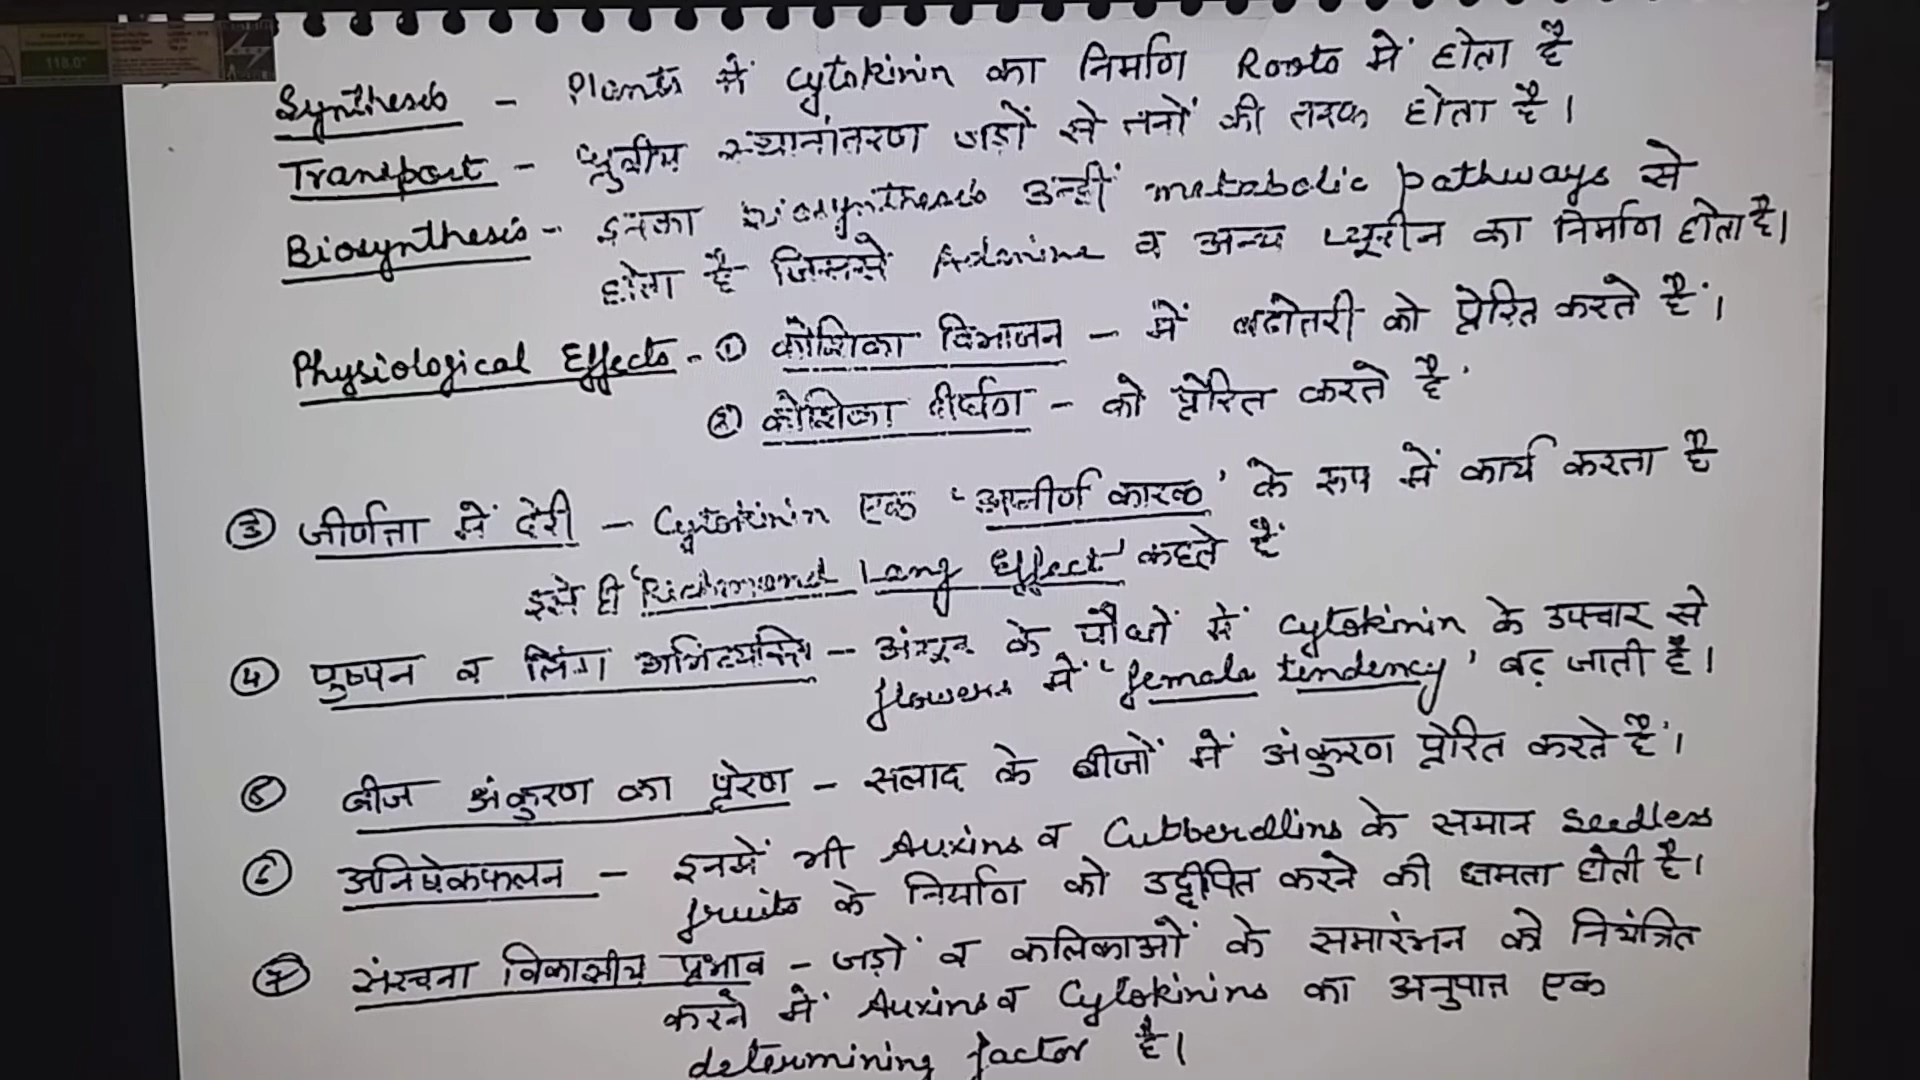 Synthesis - Plants में Cytokinin का निर्माण Roots में होता है
Transport - ध्रुवीय स्थानांतरण जड़ों से तनों की तरफ होता है।
Biosynthesis - इनका Biosynthesis उन्हीं metabolic pathways से
होता है जिससे Adenine व अन्य प्यूरीन का निर्माण होता है।
Physiological Effects - ① कोशिका विभाजन - में बढोतरी को प्रेरित करते हैं।
② कोशिका दीर्घण - को प्रेरित करते हैं
③ जीर्णता में देरी - Cytokinin एक 'अजीर्ण कारक' के रूप में कार्य करता है
इसे ही 'Richmond Lang Effect' कहते हैं
④ पुष्पन व लिंग अभिव्यक्ति - अंगूर के पौधों में Cytokinin के उपचार से
flowers में 'female tendency' बढ़ जाती है।
⑤ बीज अंकुरण का प्रेरण - सलाद के बीजों में अंकुरण प्रेरित करते हैं।
⑥ अनिषेकफलन - इनमें भी Auxins व Gibberellins के समान seedless
fruits के निर्माण को उद्दीपित करने की क्षमता होती है।
⑦ संरचना विकासीय प्रभाव - जड़ों व कलिकाओं के समारंभन को नियंत्रित
करने में Auxins व Cytokinins का अनुपात एक
determining factor है।